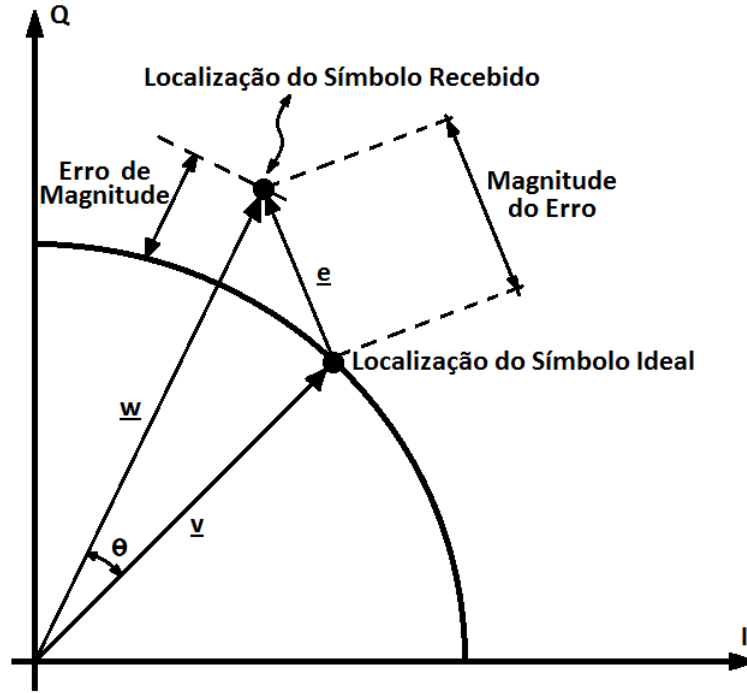 Q
Localização do Símbolo Recebido
Erro de
Magnitude
Magnitude
do Erro
e
Localização do Símbolo Ideal
w
v
θ
I